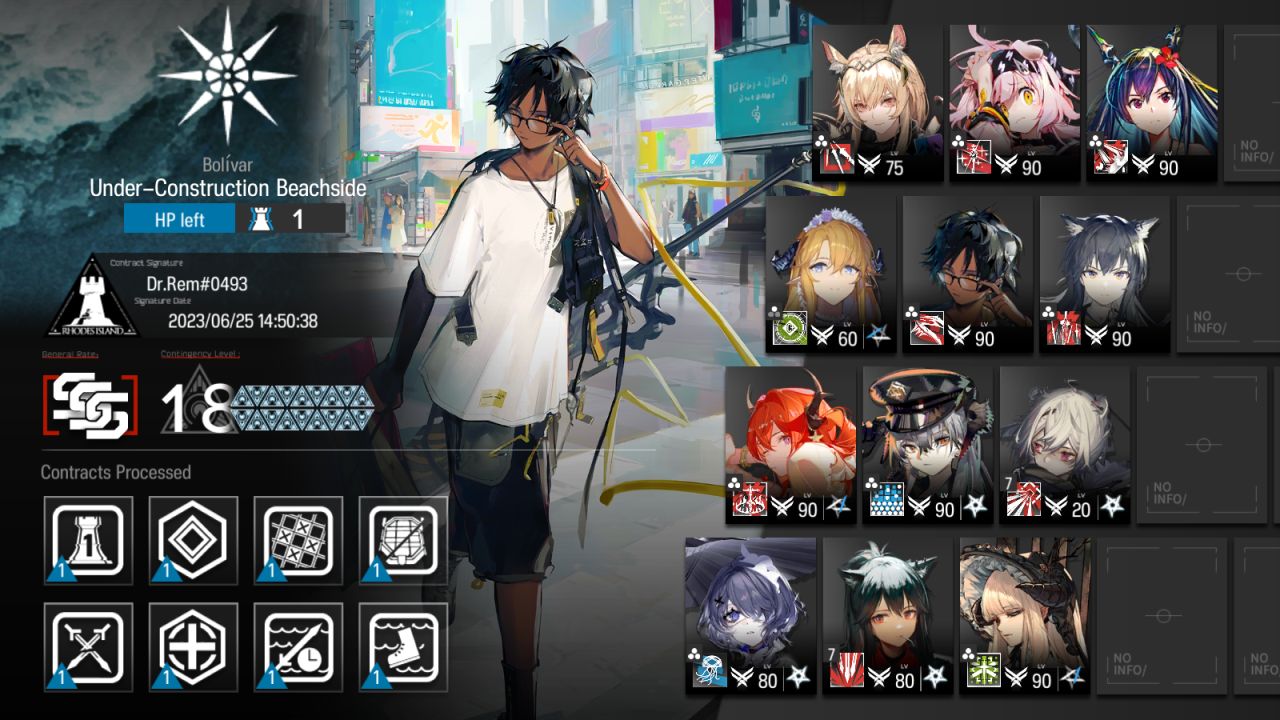 Bolívar
Under-Construction Beachside
HP left
1
Contract Signature
Dr.Rem#0493
Signature Date
2023/06/25 14:50:38
RHODES ISLAND
General Rate:
Contingency Level :
18
Contracts Processed
1
1
1
1
1
1
1
1
1
LV
75
LV
90
LV
90
NO
INFO/
LV
60
LV
90
LV
90
NO
INFO/
LV
90
LV
90
7
LV
20
NO
INFO/
LV
80
7
LV
80
LV
90
NO
INFO/
NO
INFO/